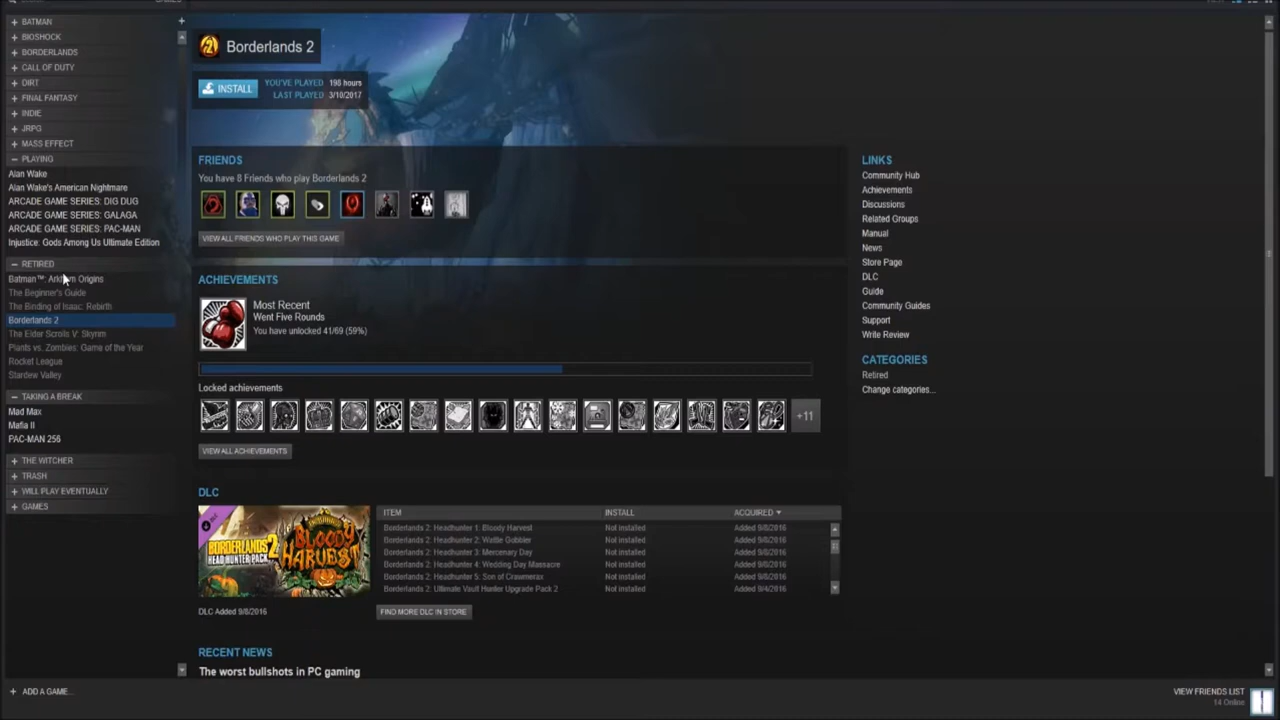 BATMAN
BIOSHOCK
BORDERLANDS
CALL OF DUTY
DIRT
FINAL FANTASY
INDIE
JRPG
MASS EFFECT
PLAYING
Alan Wake
Alan Wake's American Nightmare
ARCADE GAME SERIES: DIG DUG
ARCADE GAME SERIES: GALAGA
ARCADE GAME SERIES: PAC-MAN
Injustice: Gods Among Us Ultimate Edition
RETIRED
Batman™: Arkham Origins
The Beginner's Guide
The Binding of Isaac: Rebirth
Borderlands 2
The Elder Scrolls V: Skyrim
Plants vs. Zombies: Game of the Year
Rocket League
Stardew Valley
TAKING A BREAK
Mad Max
Mafia II
PAC-MAN 256
THE WITCHER
TRASH
WILL PLAY EVENTUALLY
GAMES
ADD A GAME...
Borderlands 2
INSTALL
YOU'VE PLAYED 198 hours
LAST PLAYED 3/10/2017
FRIENDS
You have 8 Friends who play Borderlands 2
VIEW ALL FRIENDS WHO PLAY THIS GAME
ACHIEVEMENTS
Most Recent
Went Five Rounds
You have unlocked 41/69 (59%)
Locked achievements
+11
VIEW ALL ACHIEVEMENTS
DLC
BORDERLANDS 2
HEADHUNTER PACK
BLOODY HARVEST
DLC Added 9/8/2016
ITEM INSTALL ACQUIRED
Borderlands 2: Headhunter 1: Bloody Harvest Not installed Added 9/8/2016
Borderlands 2: Headhunter 2: Wattle Gobbler Not installed Added 9/8/2016
Borderlands 2: Headhunter 3: Mercenary Day Not installed Added 9/8/2016
Borderlands 2: Headhunter 4: Wedding Day Massacre Not installed Added 9/8/2016
Borderlands 2: Headhunter 5: Son of Crawmerax Not installed Added 9/8/2016
Borderlands 2: Ultimate Vault Hunter Upgrade Pack 2 Not installed Added 9/4/2016
FIND MORE DLC IN STORE
RECENT NEWS
The worst bullshots in PC gaming
LINKS
Community Hub
Achievements
Discussions
Related Groups
Manual
News
Store Page
DLC
Guide
Community Guides
Support
Write Review
CATEGORIES
Retired
Change categories...
VIEW FRIENDS LIST
14 Online